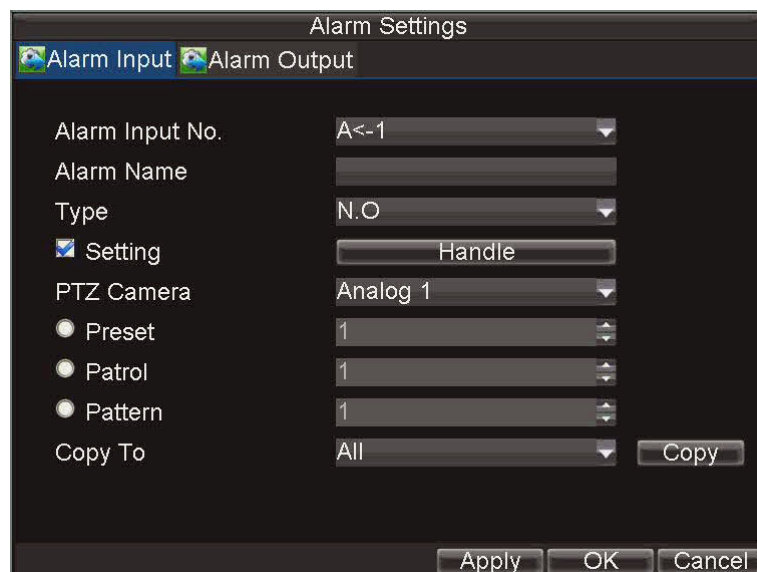 Alarm Settings
Alarm Input Alarm Output
Alarm Input No. A<-1
Alarm Name
Type N.O
Setting Handle
PTZ Camera Analog 1
Preset 1
Patrol 1
Pattern 1
Copy To All Copy
Apply OK Cancel